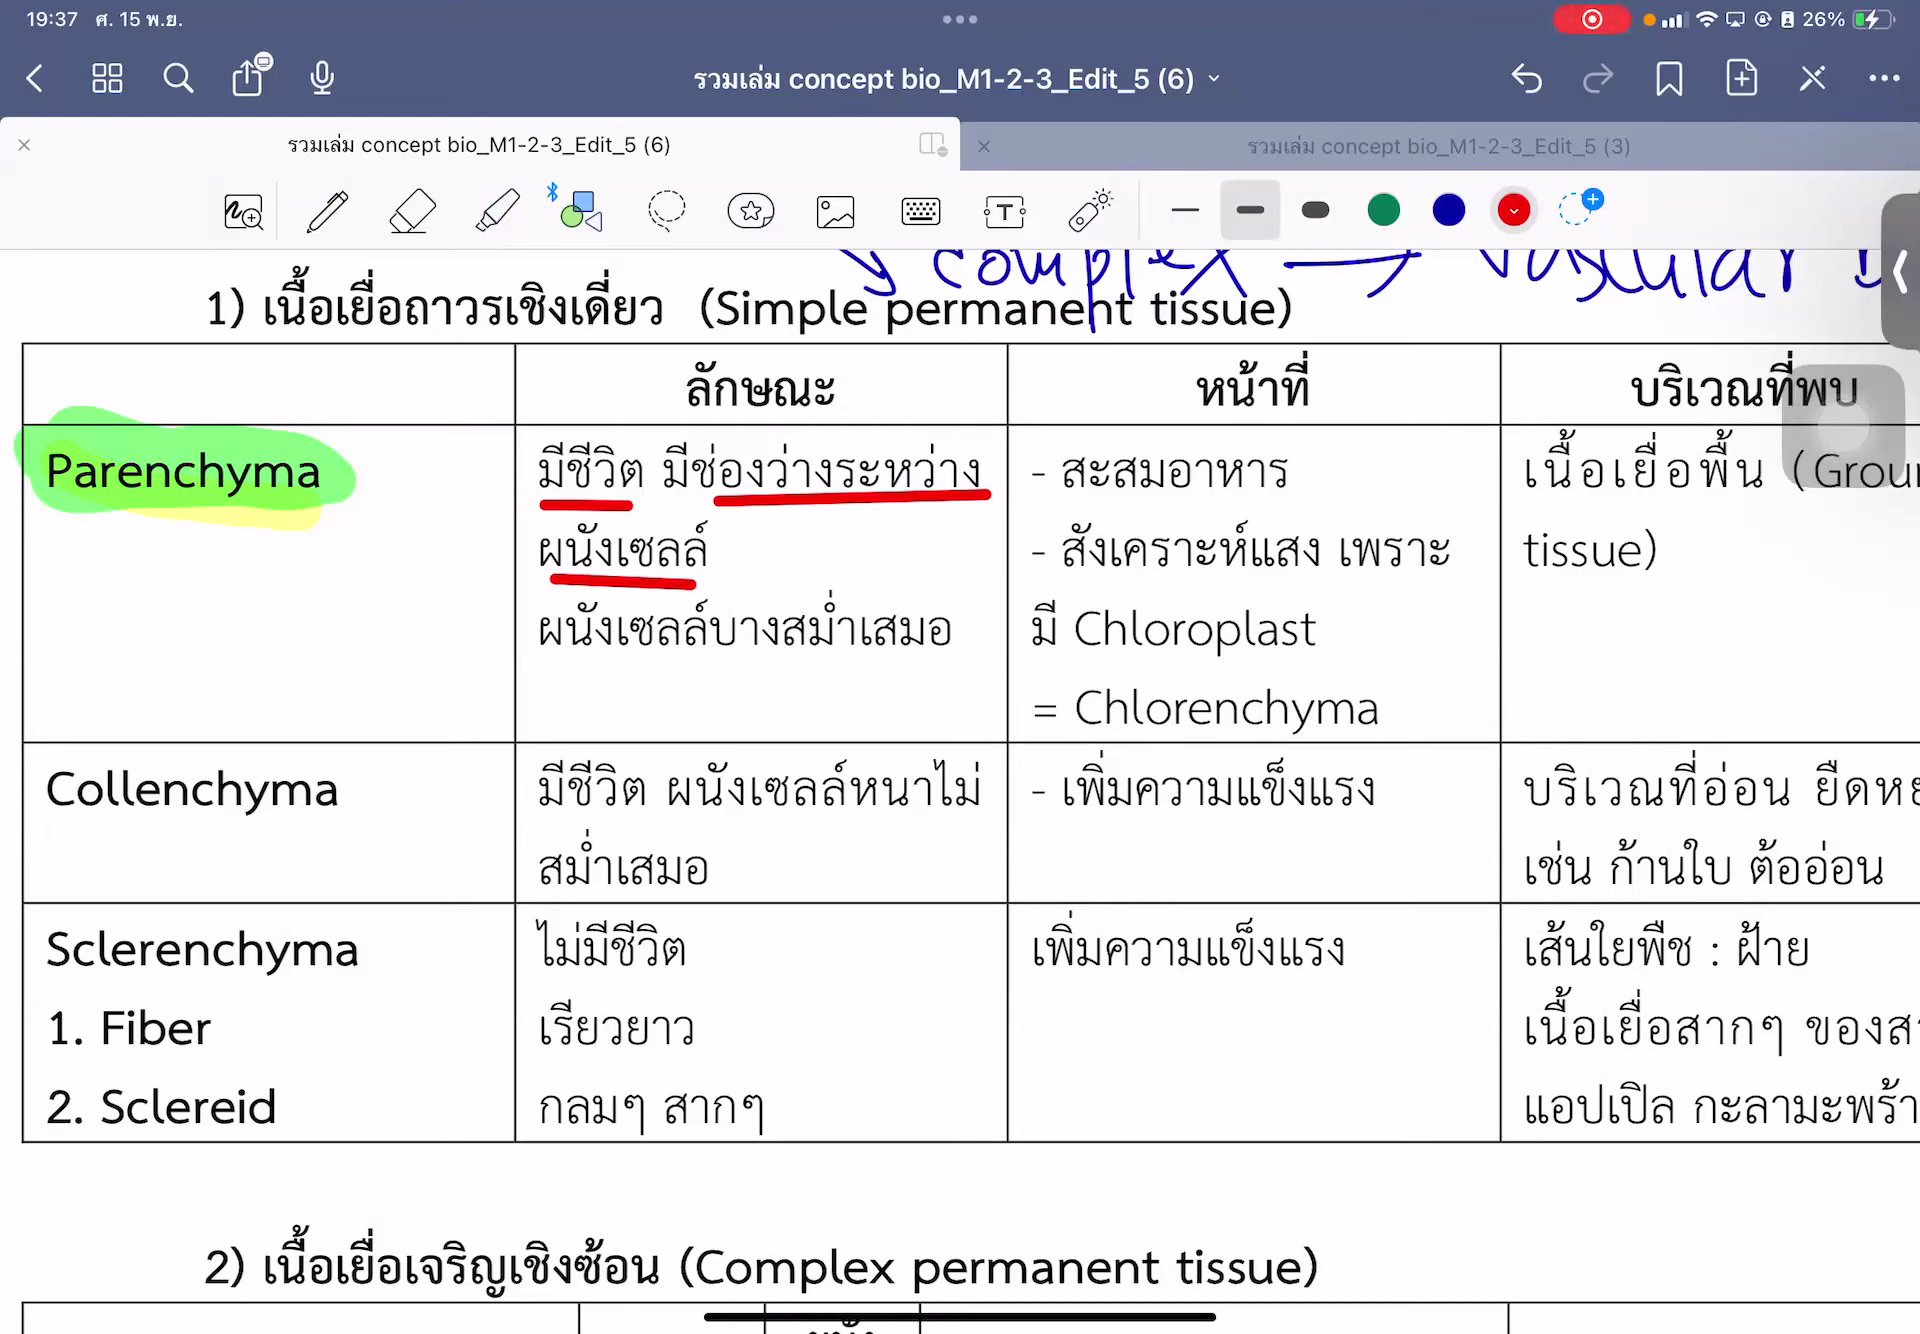 19:37 ศ. 15 พ.ย.
26%
รวมเล่ม concept bio_M1-2-3_Edit_5 (6)
รวมเล่ม concept bio_M1-2-3_Edit_5 (6)
รวมเล่ม concept bio_M1-2-3_Edit_5 (3)
complex → vascular
1) เนื้อเยื่อถาวรเชิงเดี่ยว (Simple permanent tissue)
ลักษณะ
หน้าที่
บริเวณที่พบ
Parenchyma
มีชีวิต มีช่องว่างระหว่าง
ผนังเซลล์
ผนังเซลล์บางสม่ำเสมอ
- สะสมอาหาร
- สังเคราะห์แสง เพราะ
มี Chloroplast
= Chlorenchyma
เนื้อเยื่อพื้น (Grou
tissue)
Collenchyma
มีชีวิต ผนังเซลล์หนาไม่
สม่ำเสมอ
- เพิ่มความแข็งแรง
บริเวณที่อ่อน ยืดห
เช่น ก้านใบ ต้ออ่อน
Sclerenchyma
1. Fiber
2. Sclereid
ไม่มีชีวิต
เรียวยาว
กลมๆ สากๆ
เพิ่มความแข็งแรง
เส้นใยพืช : ฝ้าย
เนื้อเยื่อสากๆ ของส
แอปเปิล กะลามะพร้า
2) เนื้อเยื่อเจริญเชิงซ้อน (Complex permanent tissue)